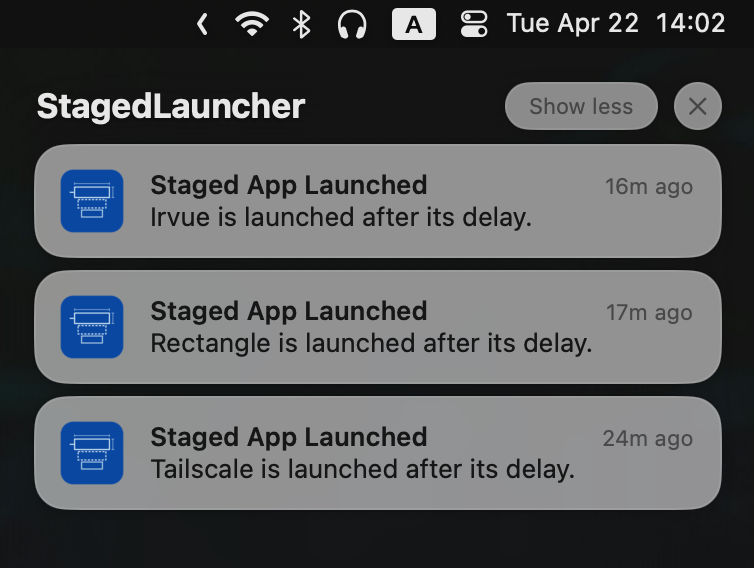 A Tue Apr 22 14:02
StagedLauncher Show less
Staged App Launched 16m ago
Irvue is launched after its delay.
Staged App Launched 17m ago
Rectangle is launched after its delay.
Staged App Launched 24m ago
Tailscale is launched after its delay.